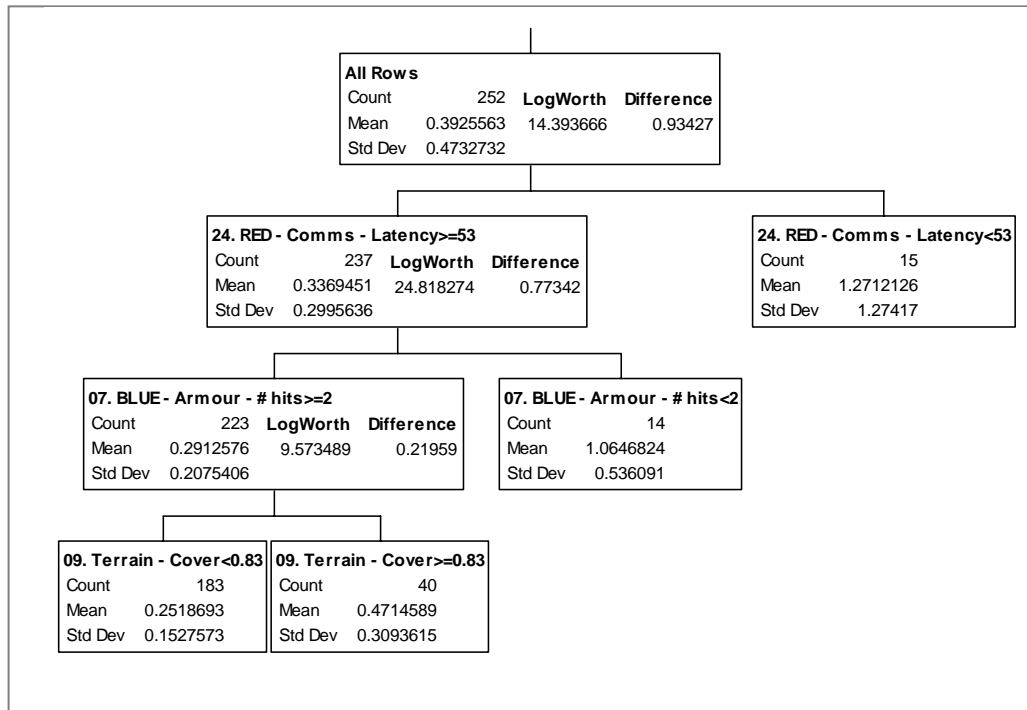 All Rows
Count 252 LogWorth Difference
Mean 0.3925563 14.393666 0.93427
Std Dev 0.4732732
24. RED - Comms - Latency>=53
Count 237 LogWorth Difference
Mean 0.3369451 24.818274 0.77342
Std Dev 0.2995636
24. RED - Comms - Latency<53
Count 15
Mean 1.2712126
Std Dev 1.27417
07. BLUE - Armour - # hits>=2
Count 223 LogWorth Difference
Mean 0.2912576 9.573489 0.21959
Std Dev 0.2075406
07. BLUE - Armour - # hits<2
Count 14
Mean 1.0646824
Std Dev 0.536091
09. Terrain - Cover<0.83
Count 183
Mean 0.2518693
Std Dev 0.1527573
09. Terrain - Cover>=0.83
Count 40
Mean 0.4714589
Std Dev 0.3093615